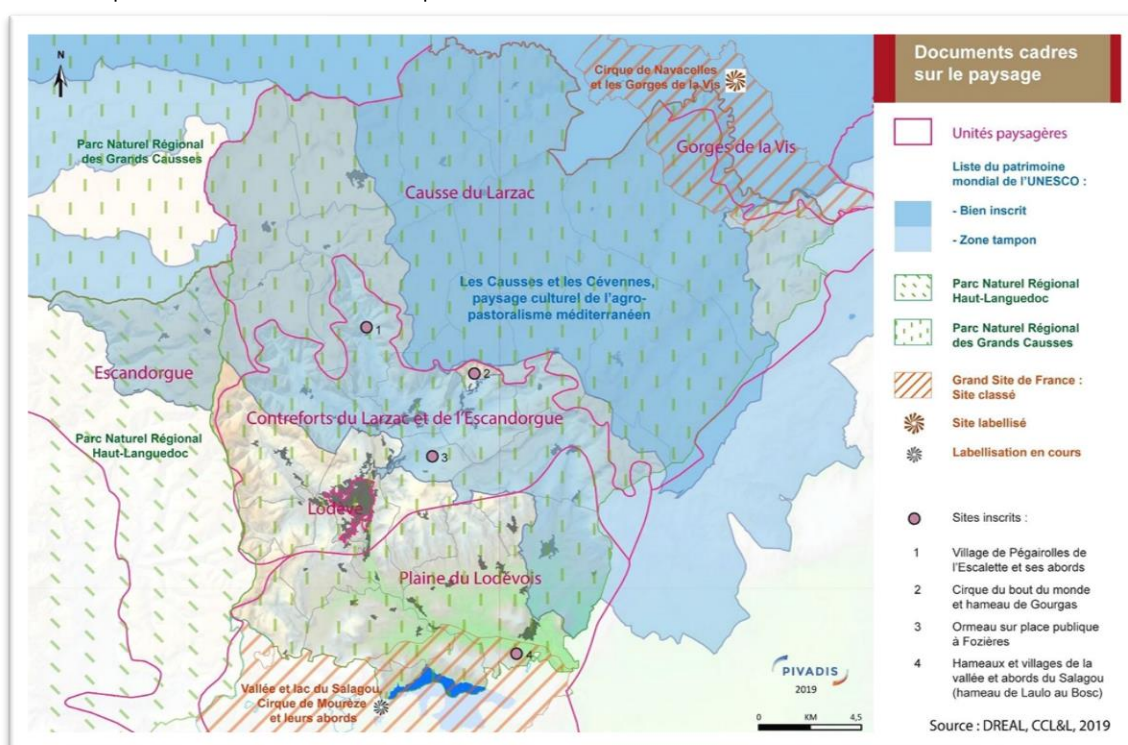 N
Parc Naturel Régional
des Grands Causses
Cirque de Navacelles
et les Gorges de la Vis
Gorges de la Vis
Causse du Larzac
Les Causses et les Cévennes,
paysage culturel de l'agro-
pastoralisme méditerranéen
1
2
Escandorgue
Contreforts du Larzac et de l'Escandorgue
Parc Naturel Régional
Haut-Languedoc
3
Lodève
Plaine du Lodévois
4
Vallée et lac du Salagou,
Cirque de Mourèze
et leurs abords
PIVADIS
2019
0 KM 4,5
Documents cadres
sur le paysage
Unités paysagères
Liste du patrimoine
mondial de l'UNESCO :
- Bien inscrit
- Zone tampon
Parc Naturel Régional
Haut-Languedoc
Parc Naturel Régional
des Grands Causses
Grand Site de France :
Site classé
Site labellisé
Labellisation en cours
Sites inscrits :
1 Village de Pégairolles de
l'Escalette et ses abords
2 Cirque du bout du monde
et hameau de Gourgas
3 Ormeau sur place publique
à Fozières
4 Hameaux et villages de la
vallée et abords du Salagou
(hameau de Laulo au Bosc)
Source : DREAL, CCL&L, 2019